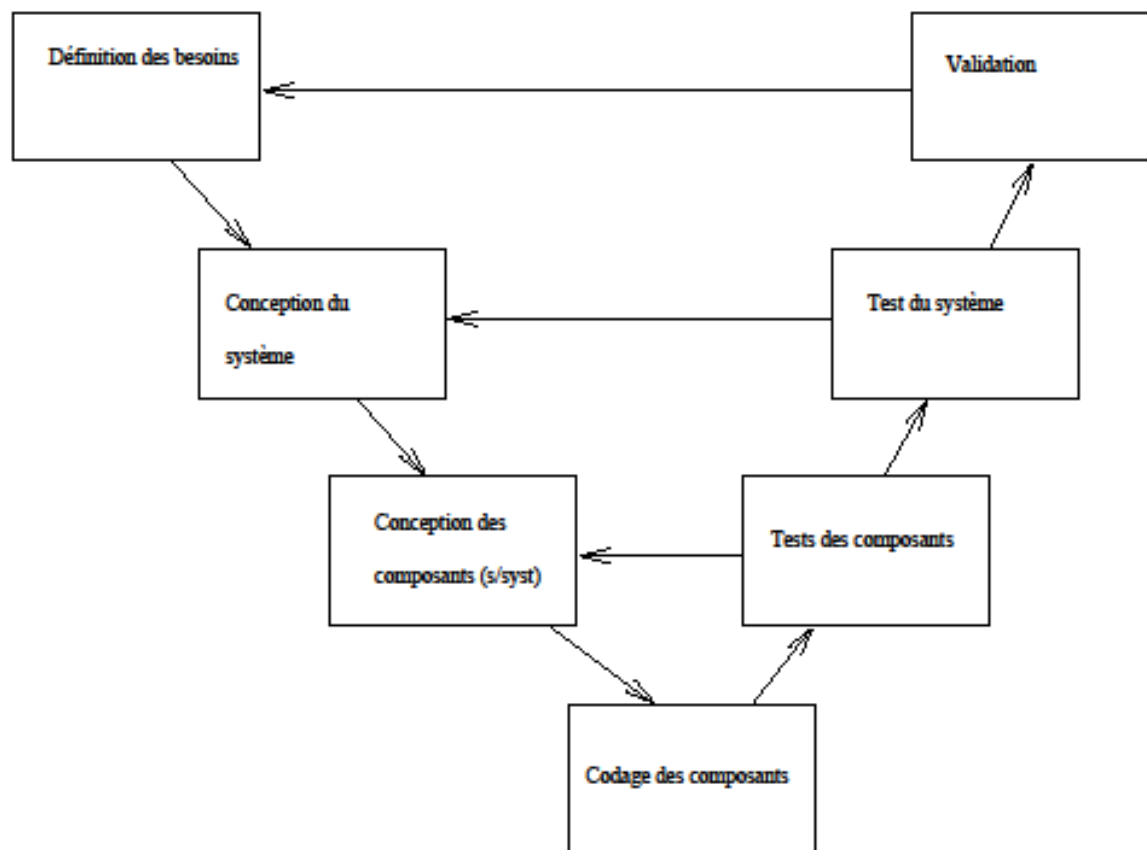 Définition des besoins
Validation
Conception du
système
Test du système
Conception des
composants (s/syst)
Tests des composants
Codage des composants